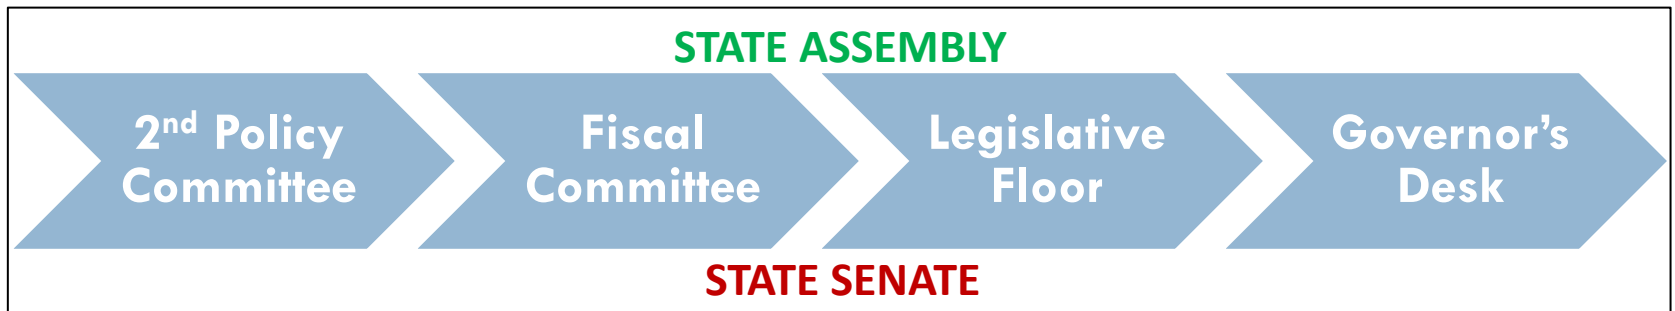 STATE ASSEMBLY
2nd Policy
Committee
Fiscal
Committee
Legislative
Floor
Governor's
Desk
STATE SENATE